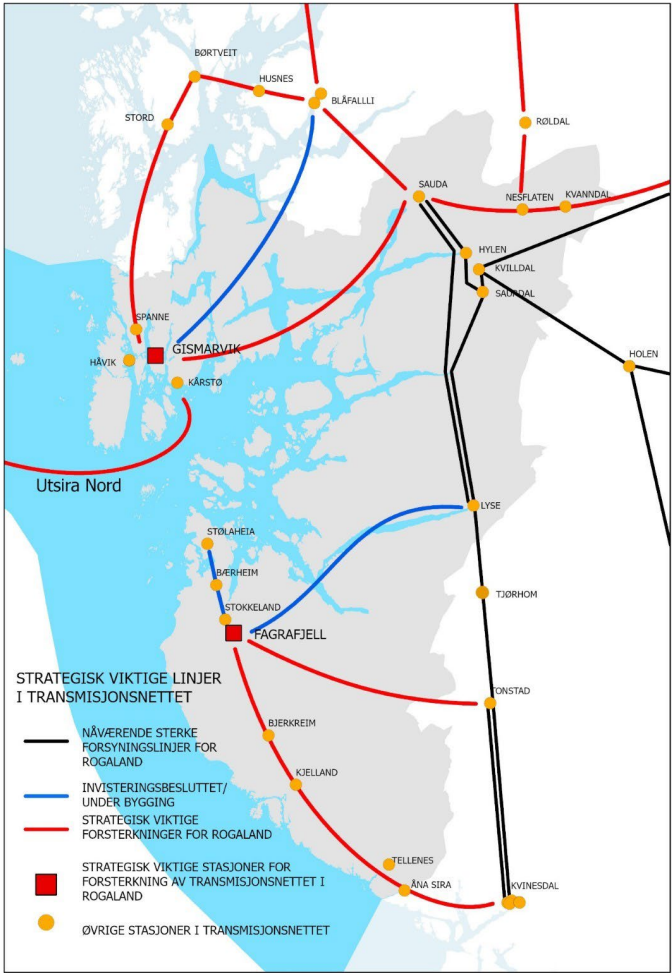 BØRTVEIT
HUSNES
BLÅFALLLI
STORD
RØLDAL
SAUDA
NESFLATEN
KVANNDAL
HYLEN
KVILLDAL
SAURDAL
SPANNE
GISMARVIK
HÅVIK
HOLEN
KÅRSTØ
Utsira Nord
LYSE
STØLAHEIA
BÆRHEIM
TJØRHOM
STOKKELAND
FAGRAFJELL
STRATEGISK VIKTIGE LINJER
I TRANSMISJONSNETTET
TONSTAD
BJERKREIM
NÅVÆRENDE STERKE
FORSYNINGSLINJER FOR
ROGALAND
KJELLAND
INVISTERINGSBESLUTTET/
UNDER BYGGING
STRATEGISK VIKTIGE
FORSTERKNINGER FOR ROGALAND
TELLENES
STRATEGISK VIKTIGE STASJONER FOR
FORSTERKNING AV TRANSMISJONSNETTET I
ROGALAND
ÅNA SIRA
KVINESDAL
ØVRIGE STASJONER I TRANSMISJONSNETTET